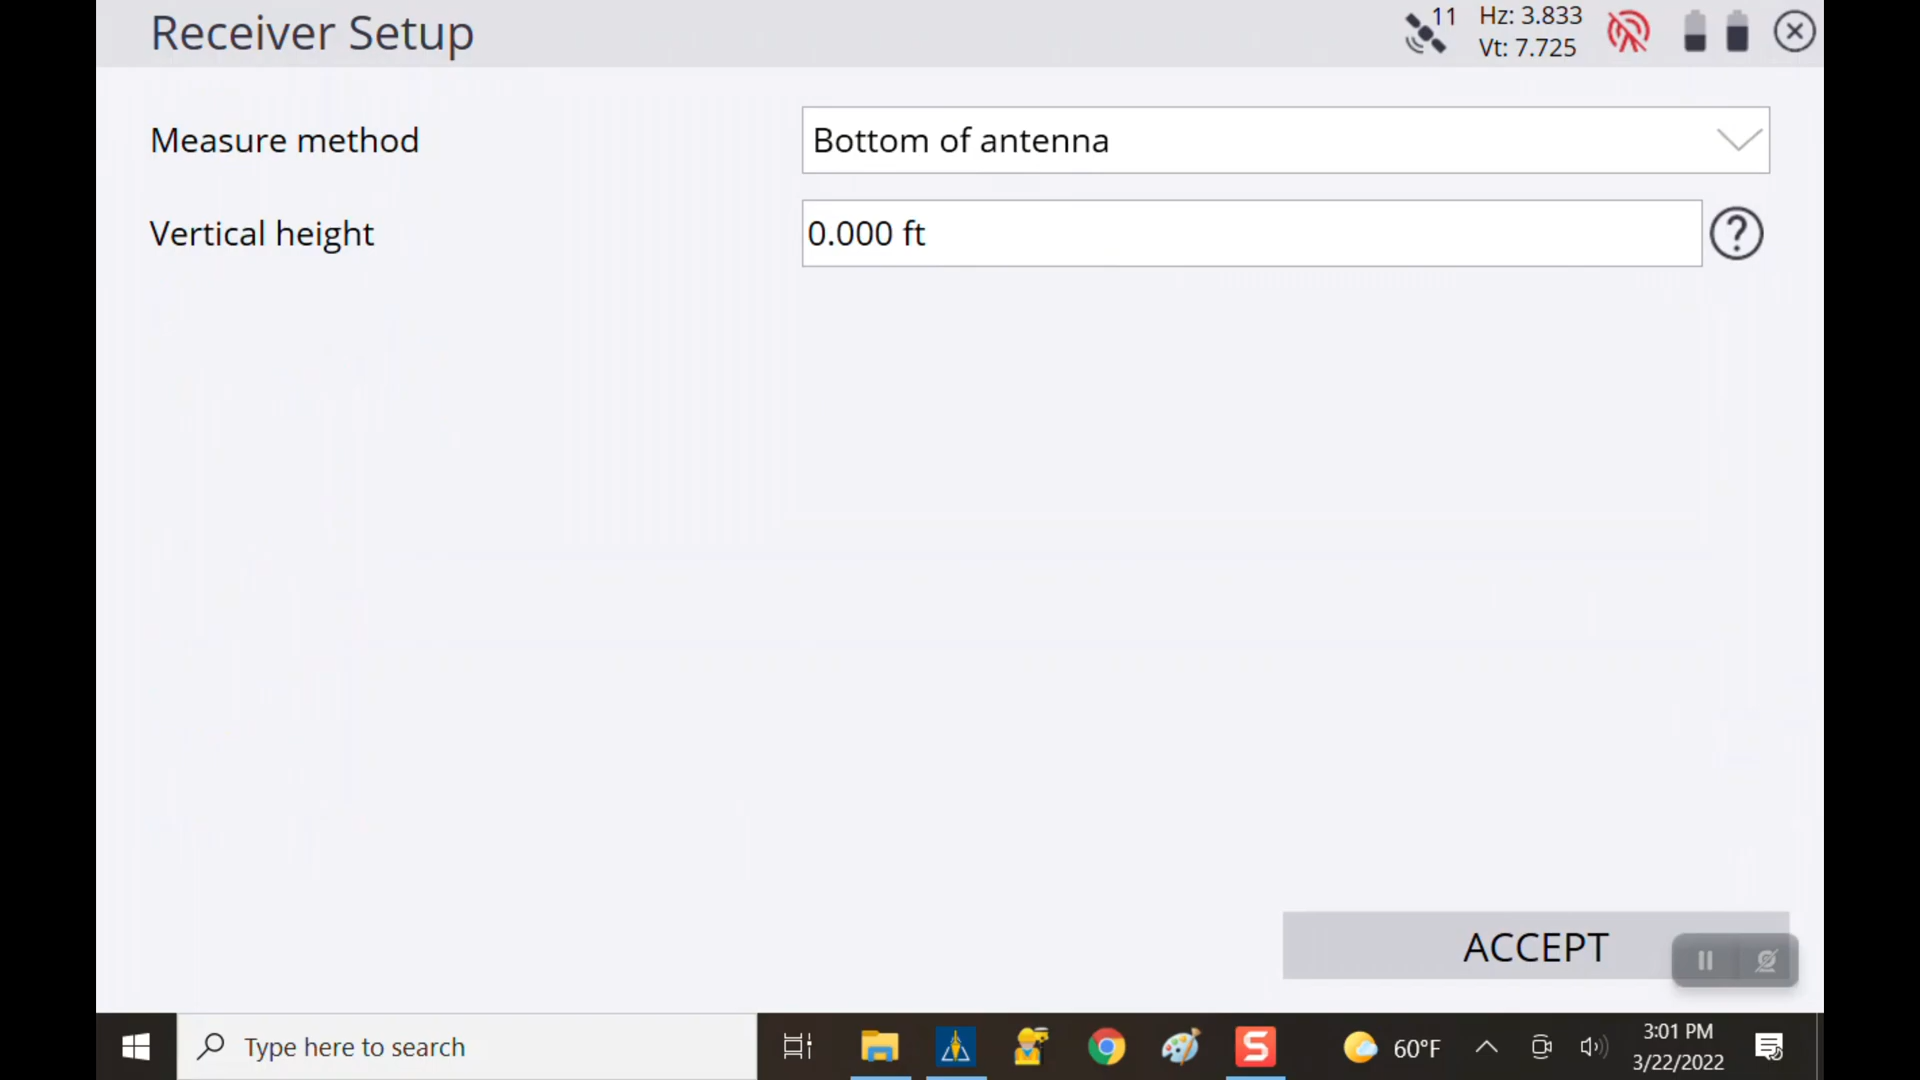 Receiver Setup
11
Hz: 3.833
Vt: 7.725
Measure method
Bottom of antenna
Vertical height
0.000 ft
?
ACCEPT
Type here to search
S
60°F
3:01 PM
3/22/2022